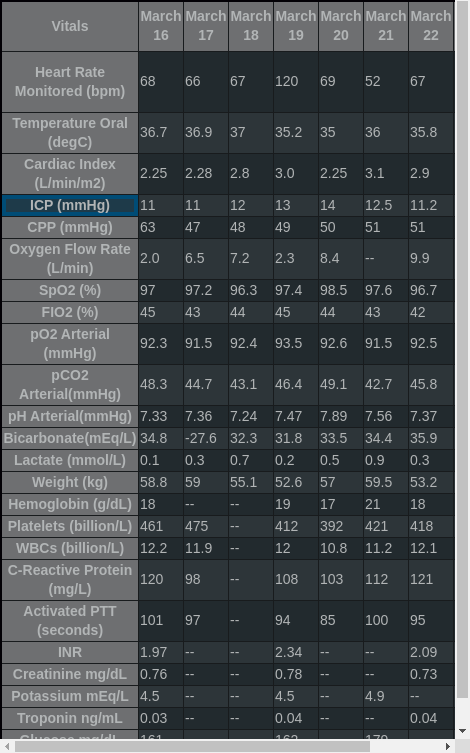 Vitals March 16 March 17 March 18 March 19 March 20 March 21 March 22
Heart Rate Monitored (bpm) 68 66 67 120 69 52 67
Temperature Oral (degC) 36.7 36.9 37 35.2 35 36 35.8
Cardiac Index (L/min/m2) 2.25 2.28 2.8 3.0 2.25 3.1 2.9
ICP (mmHg) 11 11 12 13 14 12.5 11.2
CPP (mmHg) 63 47 48 49 50 51 51
Oxygen Flow Rate (L/min) 2.0 6.5 7.2 2.3 8.4 -- 9.9
SpO2 (%) 97 97.2 96.3 97.4 98.5 97.6 96.7
FIO2 (%) 45 43 44 45 44 43 42
pO2 Arterial (mmHg) 92.3 91.5 92.4 93.5 92.6 91.5 92.5
pCO2 Arterial(mmHg) 48.3 44.7 43.1 46.4 49.1 42.7 45.8
pH Arterial(mmHg) 7.33 7.36 7.24 7.47 7.89 7.56 7.37
Bicarbonate(mEq/L) 34.8 -27.6 32.3 31.8 33.5 34.4 35.9
Lactate (mmol/L) 0.1 0.3 0.7 0.2 0.5 0.9 0.3
Weight (kg) 58.8 59 55.1 52.6 57 59.5 53.2
Hemoglobin (g/dL) 18 -- -- 19 17 21 18
Platelets (billion/L) 461 475 -- 412 392 421 418
WBCs (billion/L) 12.2 11.9 -- 12 10.8 11.2 12.1
C-Reactive Protein (mg/L) 120 98 -- 108 103 112 121
Activated PTT (seconds) 101 97 -- 94 85 100 95
INR 1.97 -- -- 2.34 -- -- 2.09
Creatinine mg/dL 0.76 -- -- 0.78 -- -- 0.73
Potassium mEq/L 4.5 -- -- 4.5 -- 4.9 --
Troponin ng/mL 0.03 -- -- 0.04 -- -- 0.04
Glucose mg/dL 161 162 170